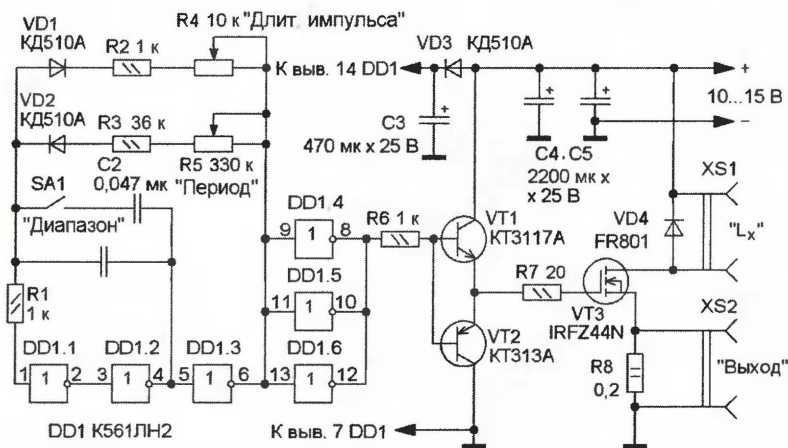 R4 10 к "Длит. импульса"
VD1
КД510А
R2 1 к
VD2
КД510А
R3 36 к
R5 330 к
"Период"
C2
0,047 мк
SA1
"Диапазон"
R1
1 к
DD1.1
1
1
2
DD1.2
3
1
4
DD1.3
5
1
6
DD1.4
9
1
8
DD1.5
11
1
10
DD1.6
13
1
12
DD1 К561ЛН2
К выв. 14 DD1
VD3
КД510А
C3
470 мк x 25 В
+
+
+
C4, C5
2200 мк x
x 25 В
+
10...15 В
−
R6 1 к
VT1
КТ3117А
VT2
КТ313А
R7 20
VD4
FR801
VT3
IRFZ44N
XS1
"Lx"
XS2
"Выход"
R8
0,2
К выв. 7 DD1